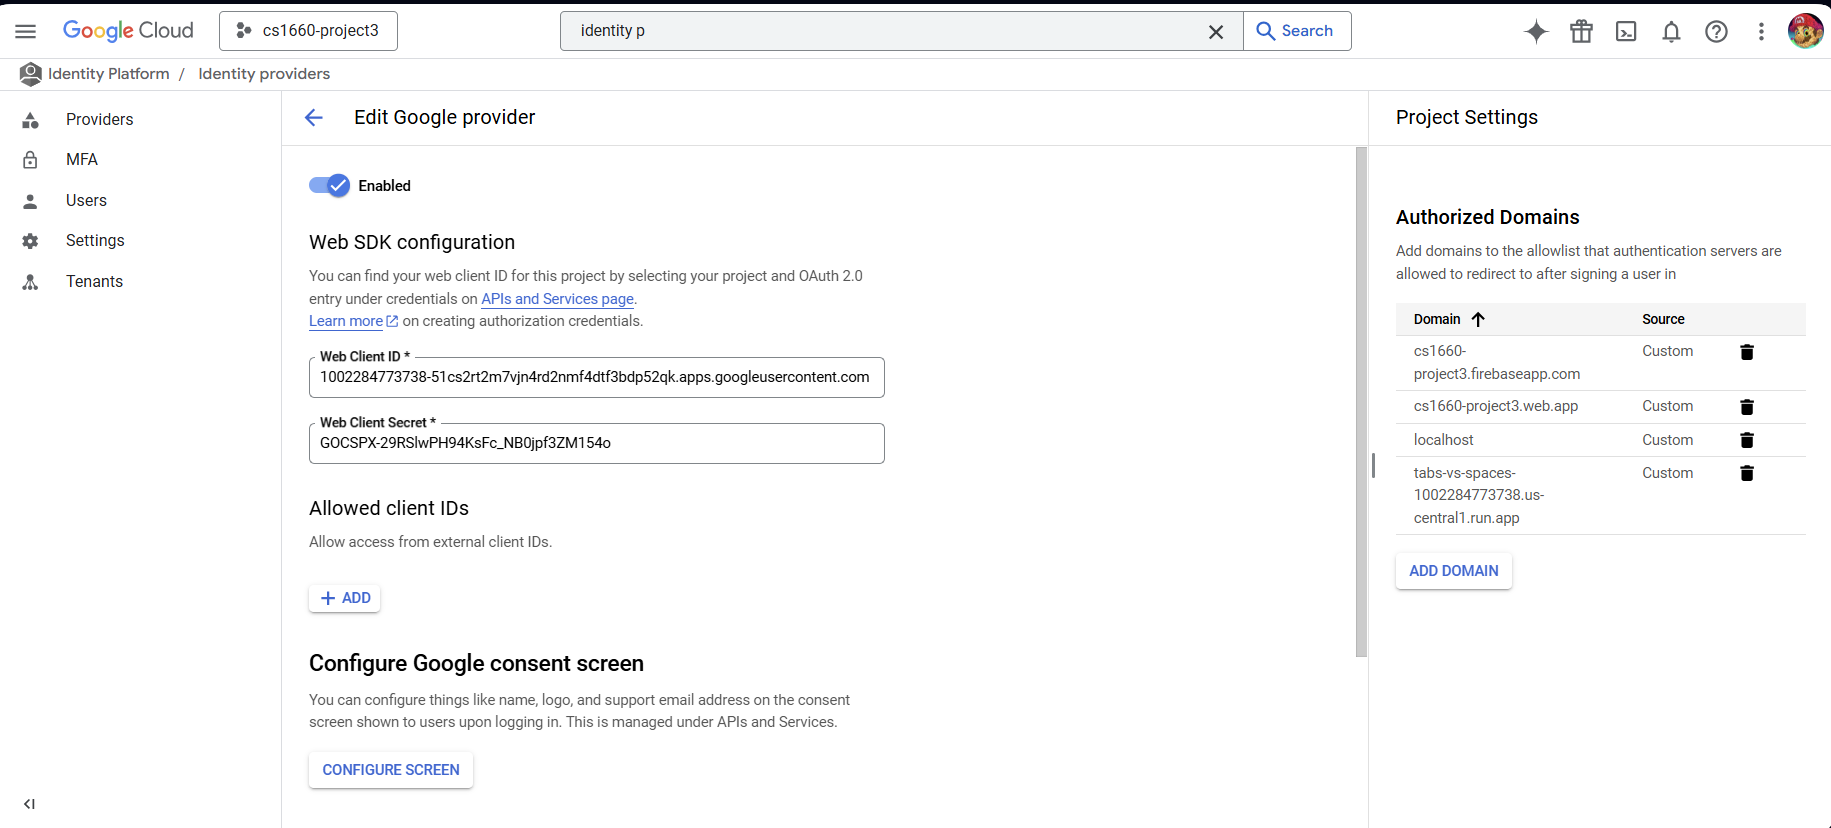 Google Cloud
cs1660-project3
identity p
Search
Identity Platform / Identity providers
Providers
MFA
Users
Settings
Tenants
Edit Google provider
Enabled
Web SDK configuration
You can find your web client ID for this project by selecting your project and OAuth 2.0
entry under credentials on APIs and Services page.
Learn more on creating authorization credentials.
Web Client ID *
1002284773738-51cs2rt2m7vjn4rd2nmf4dtf3bdp52qk.apps.googleusercontent.com
Web Client Secret *
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
Allowed client IDs
Allow access from external client IDs.
ADD
Configure Google consent screen
You can configure things like name, logo, and support email address on the consent
screen shown to users upon logging in. This is managed under APIs and Services.
CONFIGURE SCREEN
Project Settings
Authorized Domains
Add domains to the allowlist that authentication servers are
allowed to redirect to after signing a user in
Domain Source
cs1660- Custom
project3.firebaseapp.com
cs1660-project3.web.app Custom
localhost Custom
tabs-vs-spaces- Custom
1002284773738.us-
central1.run.app
ADD DOMAIN